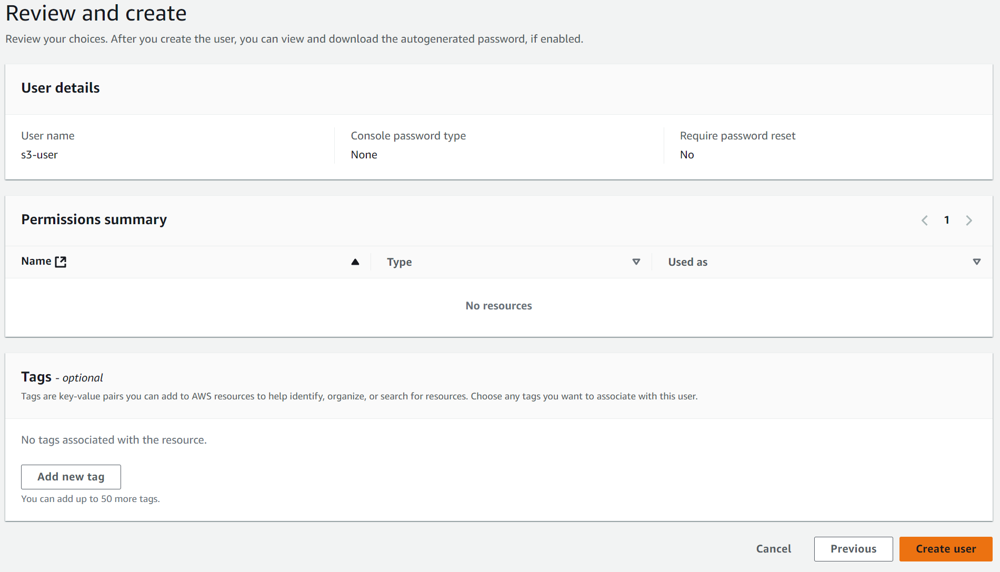 Review and create
Review your choices. After you create the user, you can view and download the autogenerated password, if enabled.
User details
User name
s3-user
Console password type
None
Require password reset
No
Permissions summary
1
Name
Type
Used as
No resources
Tags - optional
Tags are key-value pairs you can add to AWS resources to help identify, organize, or search for resources. Choose any tags you want to associate with this user.
No tags associated with the resource.
Add new tag
You can add up to 50 more tags.
Cancel
Previous
Create user